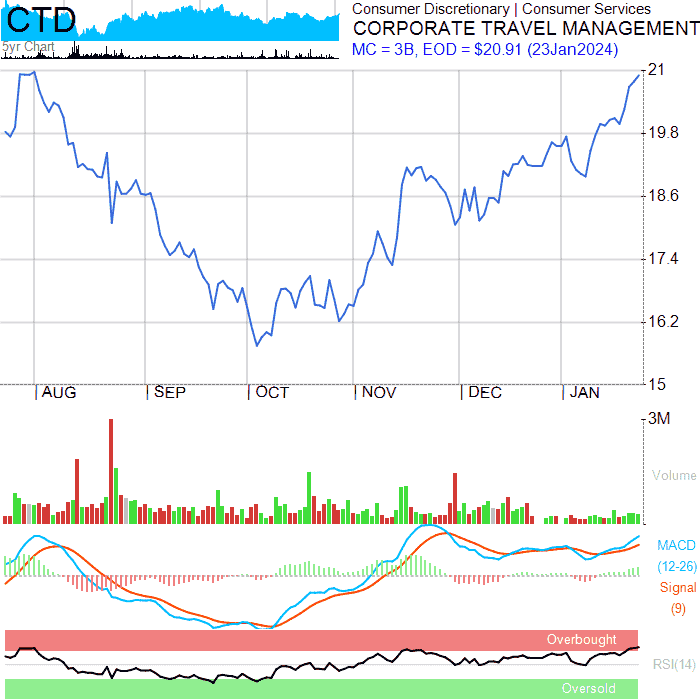 CTD
5yr Chart
Consumer Discretionary | Consumer Services
CORPORATE TRAVEL MANAGEMENT
MC = 3B, EOD = $20.91 (23Jan2024)
21
19.8
18.6
17.4
16.2
15
AUG SEP OCT NOV DEC JAN
3M
Volume
MACD
(12-26)
Signal
(9)
Overbought
RSI(14)
Oversold